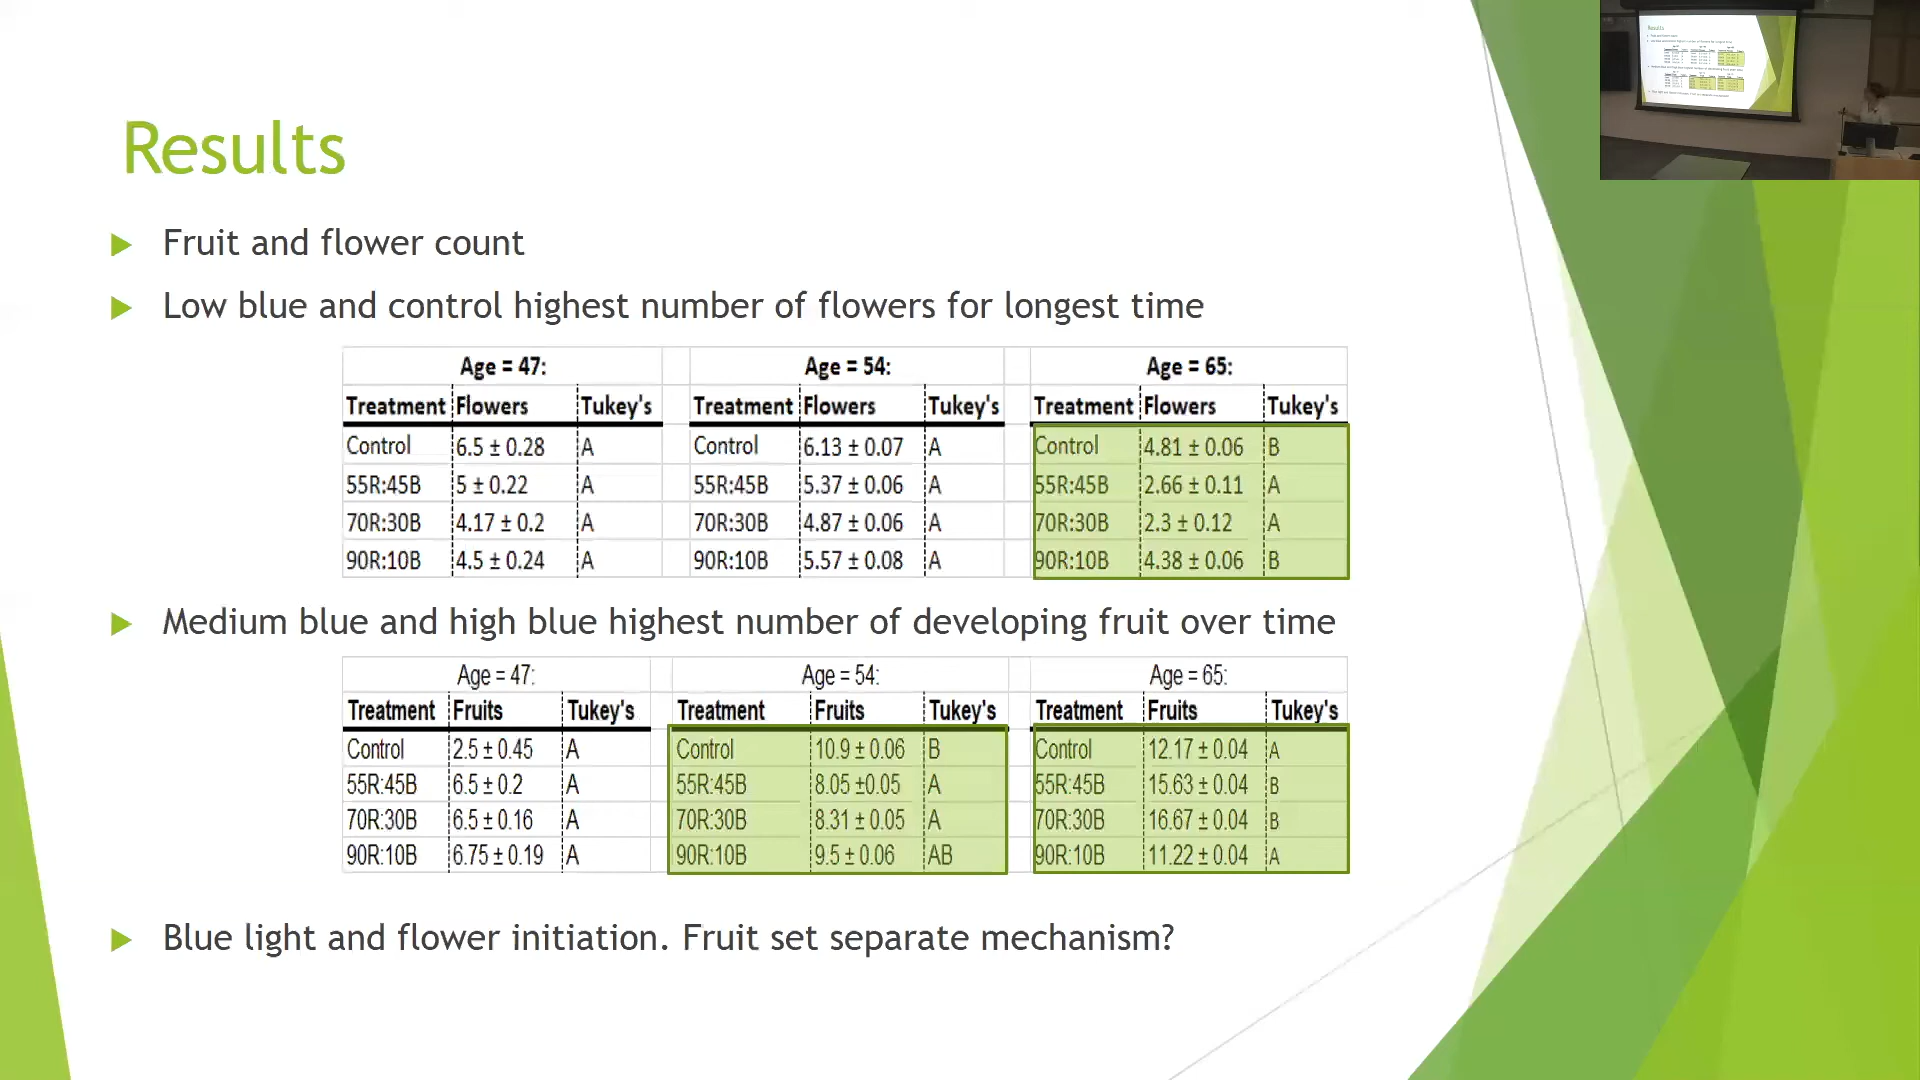 Results
Fruit and flower count
Low blue and control highest number of flowers for longest time
Age = 47: Age = 54: Age = 65:
Treatment Flowers Tukey's Treatment Flowers Tukey's Treatment Flowers Tukey's
Control 6.5 ± 0.28 A Control 6.13 ± 0.07 A Control 4.81 ± 0.06 B
55R:45B 5 ± 0.22 A 55R:45B 5.37 ± 0.06 A 55R:45B 2.66 ± 0.11 A
70R:30B 4.17 ± 0.2 A 70R:30B 4.87 ± 0.06 A 70R:30B 2.3 ± 0.12 A
90R:10B 4.5 ± 0.24 A 90R:10B 5.57 ± 0.08 A 90R:10B 4.38 ± 0.06 B
Medium blue and high blue highest number of developing fruit over time
Age = 47: Age = 54: Age = 65:
Treatment Fruits Tukey's Treatment Fruits Tukey's Treatment Fruits Tukey's
Control 2.5 ± 0.45 A Control 10.9 ± 0.06 B Control 12.17 ± 0.04 A
55R:45B 6.5 ± 0.2 A 55R:45B 8.05 ±0.05 A 55R:45B 15.63 ± 0.04 B
70R:30B 6.5 ± 0.16 A 70R:30B 8.31 ± 0.05 A 70R:30B 16.67 ± 0.04 B
90R:10B 6.75 ± 0.19 A 90R:10B 9.5 ± 0.06 AB 90R:10B 11.22 ± 0.04 A
Blue light and flower initiation. Fruit set separate mechanism?
Results